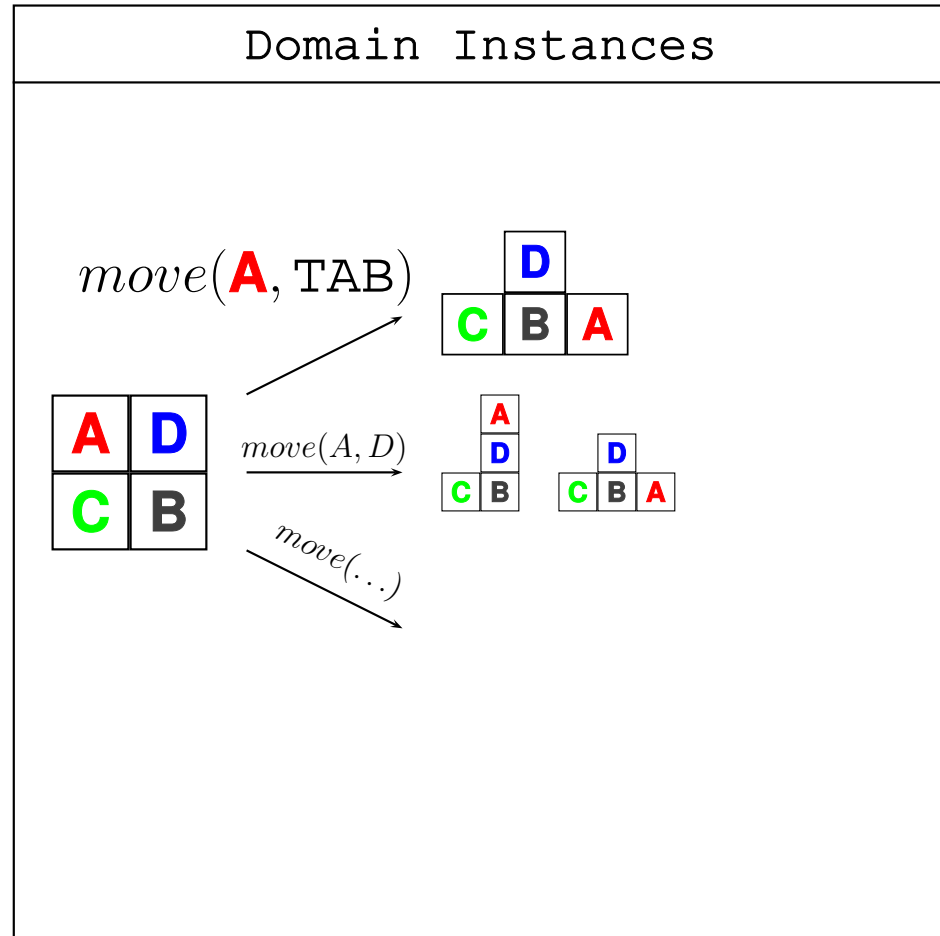 Domain Instances
move(A, TAB)
D
C B A
A D
C B
move(A, D)
A
D
C B
D
C B A
move(...)